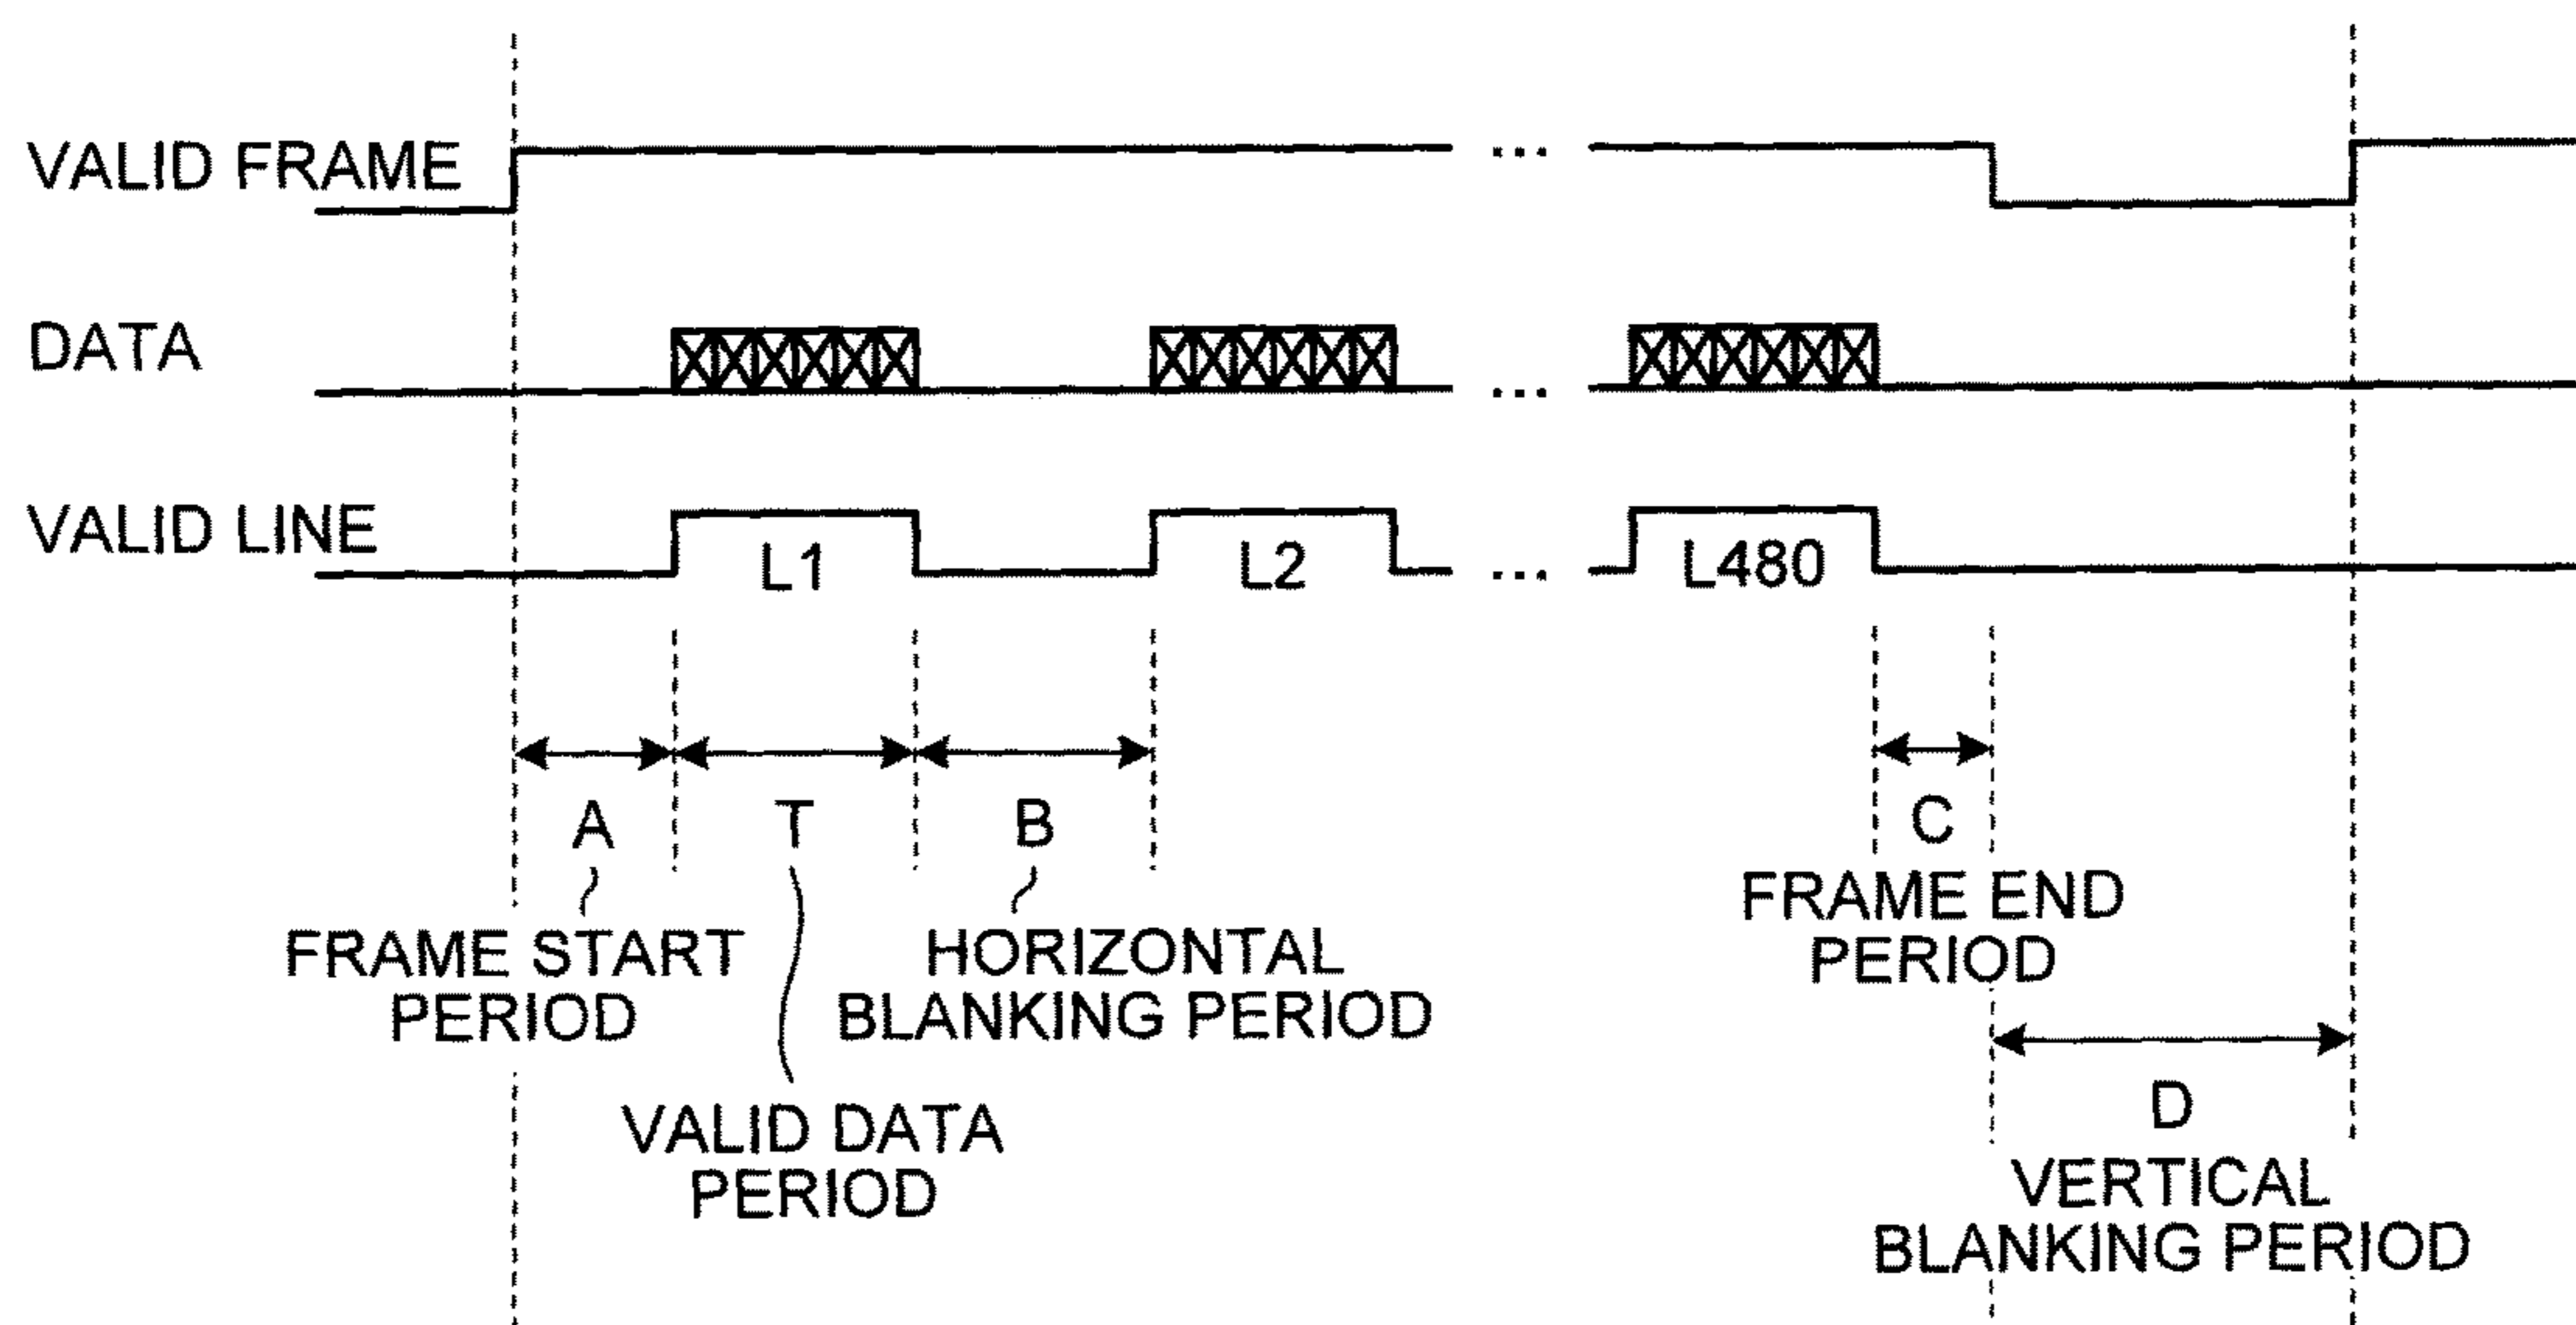 VALID FRAME
...
DATA
...
VALID LINE
L1
L2
...
L480
A
T
B
C
FRAME START
PERIOD
HORIZONTAL
BLANKING PERIOD
FRAME END
PERIOD
VALID DATA
PERIOD
D
VERTICAL
BLANKING PERIOD